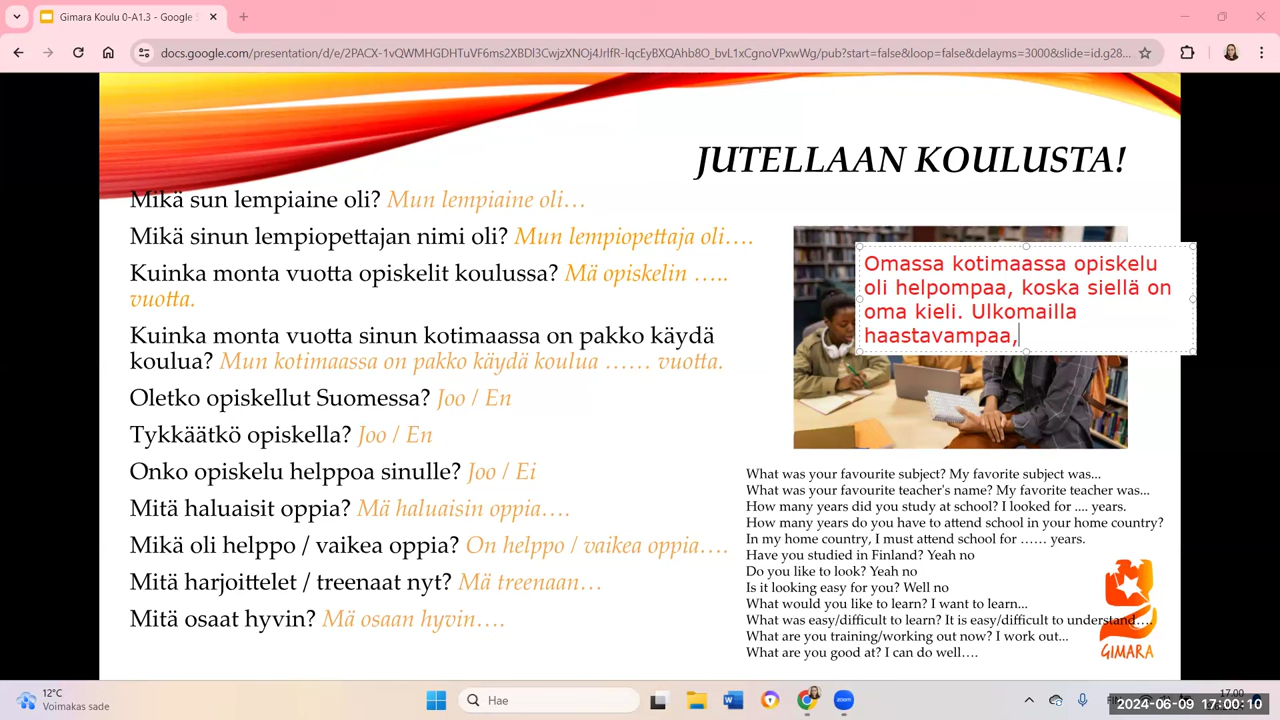 Gimara Koulu 0-A1.3 - Google S
docs.google.com/presentation/d/e/2PACX-1vQWMHGDHTuVF6ms2XBDl3CwjzXNOj4JrlfR-lqcEyBXQAhb8O_bvL1xCgnoVPxwWg/pub?start=false&loop=false&delayms=3000&slide=id.g28...
JUTELLAAN KOULUSTA!
Mikä sun lempiaine oli? Mun lempiaine oli…
Mikä sinun lempiopettajan nimi oli? Mun lempiopettaja oli….
Kuinka monta vuotta opiskelit koulussa? Mä opiskelin …..
vuotta.
Kuinka monta vuotta sinun kotimaassa on pakko käydä
koulua? Mun kotimaassa on pakko käydä koulua …… vuotta.
Oletko opiskellut Suomessa? Joo / En
Tykkäätkö opiskella? Joo / En
Onko opiskelu helppoa sinulle? Joo / Ei
Mitä haluaisit oppia? Mä haluaisin oppia….
Mikä oli helppo / vaikea oppia? On helppo / vaikea oppia….
Mitä harjoittelet / treenaat nyt? Mä treenaan…
Mitä osaat hyvin? Mä osaan hyvin….
Omassa kotimaassa opiskelu
oli helpompaa, koska siellä on
oma kieli. Ulkomailla
haastavampaa,
What was your favourite subject? My favorite subject was...
What was your favourite teacher's name? My favorite teacher was...
How many years did you study at school? I looked for .... years.
How many years do you have to attend school in your home country?
In my home country, I must attend school for …… years.
Have you studied in Finland? Yeah no
Do you like to look? Yeah no
Is it looking easy for you? Well no
What would you like to learn? I want to learn...
What was easy/difficult to learn? It is easy/difficult to understand….
What are you training/working out now? I work out...
What are you good at? I can do well….
GIMARA
12°C
Voimakas sade
Hae
zoom
17.00
2024-06-09 17:00:10